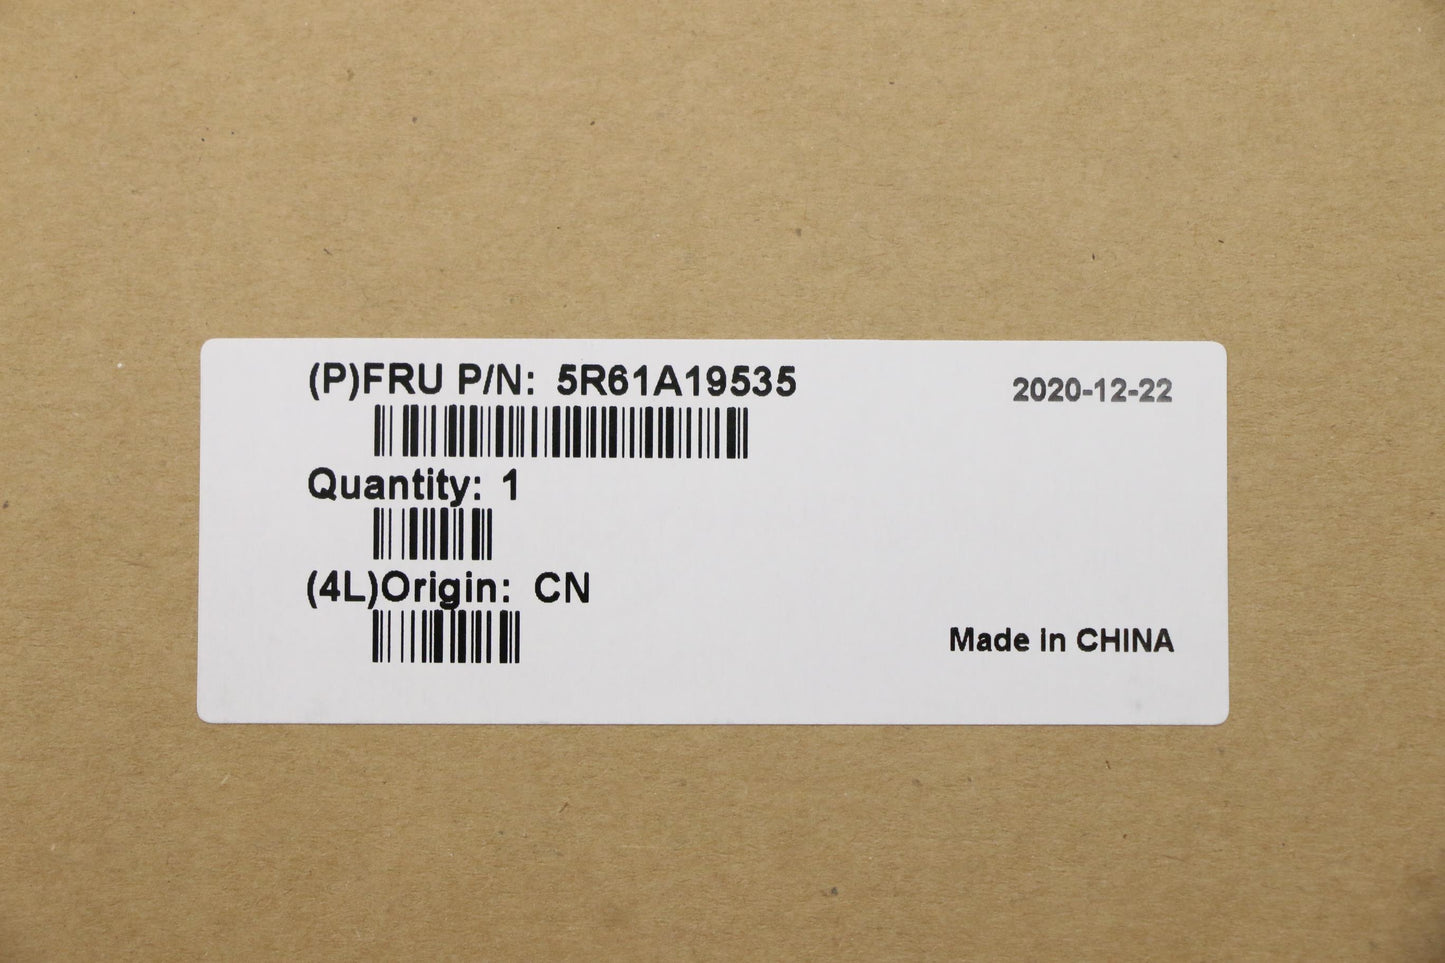 (P)FRU P/N: 5R61A19535
2020-12-22
Quantity: 1
(4L)Origin: CN
Made in CHINA